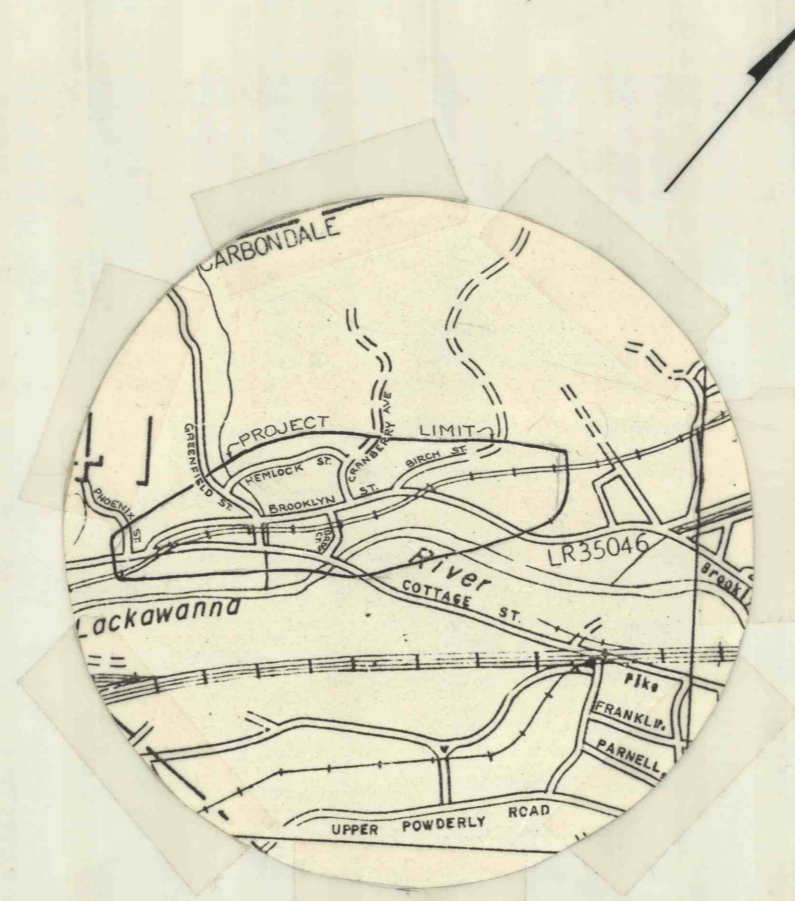 CARBONDALE
PROJECT
LIMIT
GREENFIELD ST.
HEMLOCK ST.
CRANBERRY AVE
BIRCH ST.
BROOKLYN ST.
PHOENIX ST.
CT.
River
LR35046
COTTAGE ST.
Lackawanna
Pike
PARNELL
UPPER POWDERLY ROAD